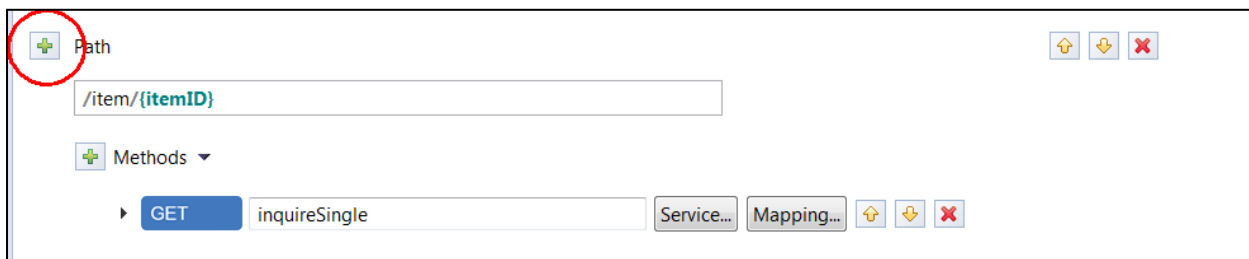 Path
/item/{itemID}
Methods
GET inquireSingle Service... Mapping...